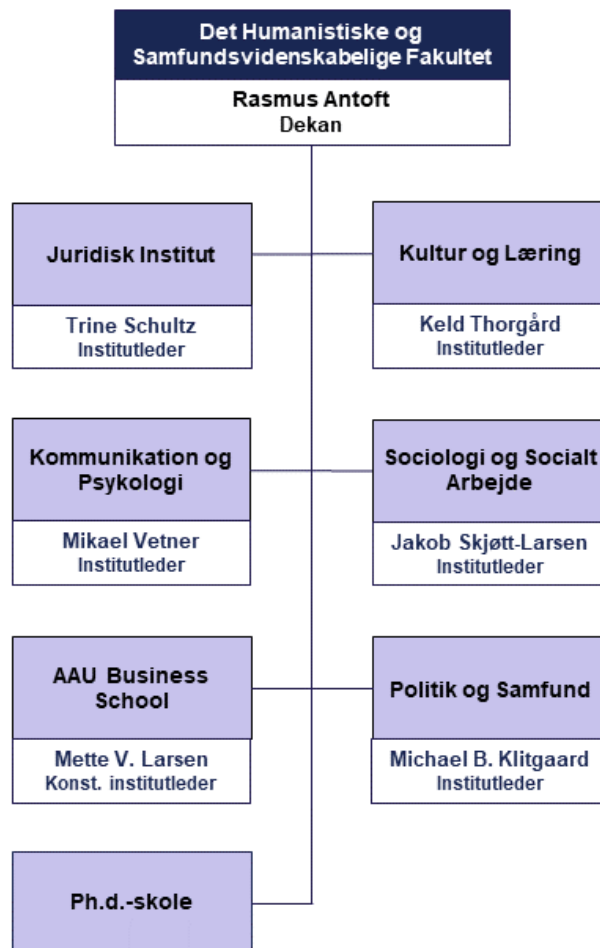 Det Humanistiske og
Samfundsvidenskabelige Fakultet
Rasmus Antoft
Dekan
Juridisk Institut
Trine Schultz
Institutleder
Kultur og Læring
Keld Thorgård
Institutleder
Kommunikation og
Psykologi
Mikael Vetner
Institutleder
Sociologi og Socialt
Arbejde
Jakob Skjøtt-Larsen
Institutleder
AAU Business
School
Mette V. Larsen
Konst. institutleder
Politik og Samfund
Michael B. Klitgaard
Institutleder
Ph.d.-skole